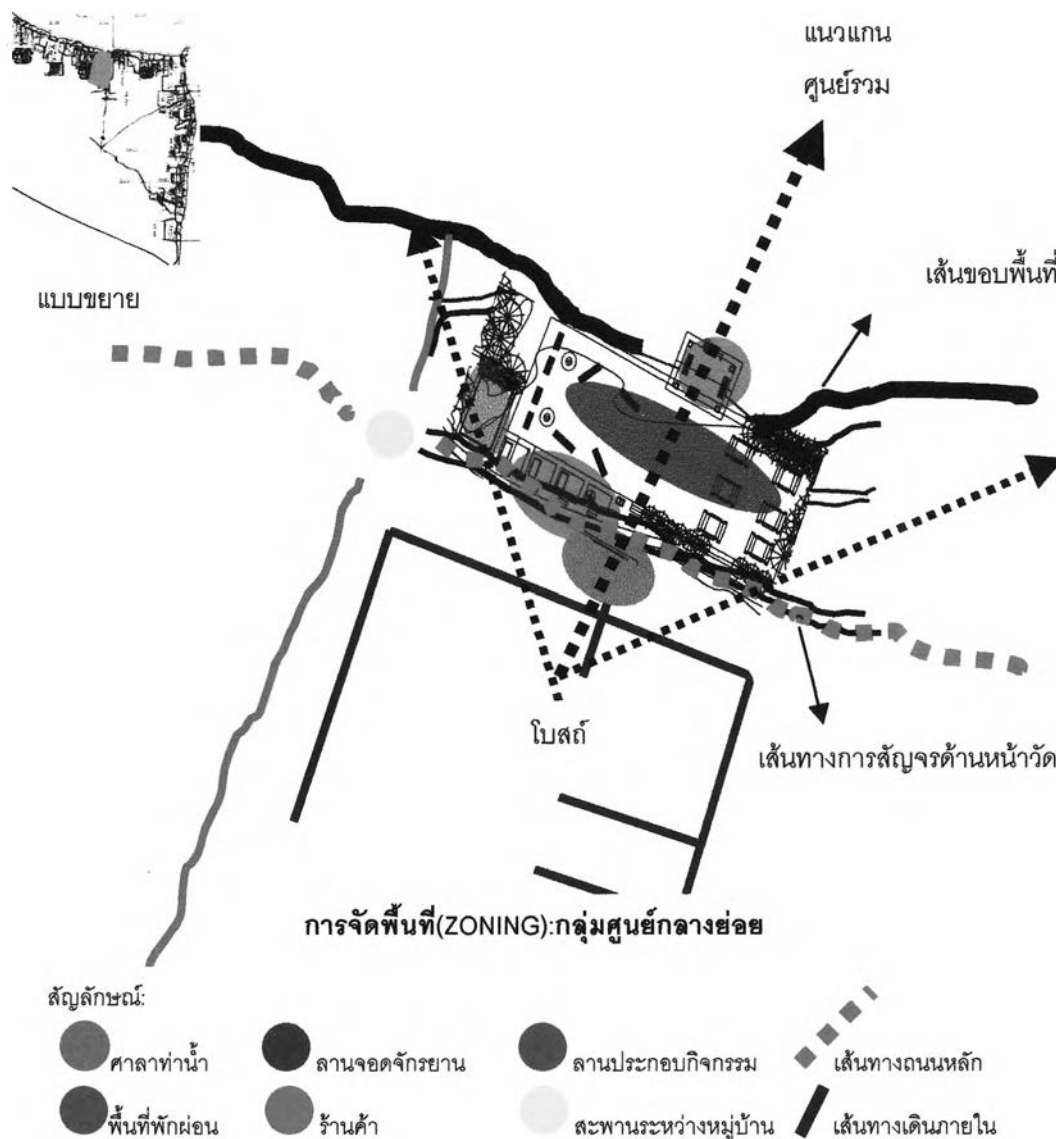 แนวแกน
ศูนย์รวม
เส้นขอบพื้นที่
แบบขยาย
โบสถ์
เส้นทางการสัญจรด้านหน้าวัด
การจัดพื้นที่(ZONING):กลุ่มศูนย์กลางย่อย
สัญลักษณ์:
ศาลาท่าน้ำ ลานจอดจักรยาน ลานประกอบกิจกรรม เส้นทางถนนหลัก
พื้นที่พักผ่อน ร้านค้า สะพานระหว่างหมู่บ้าน เส้นทางเดินภายใน